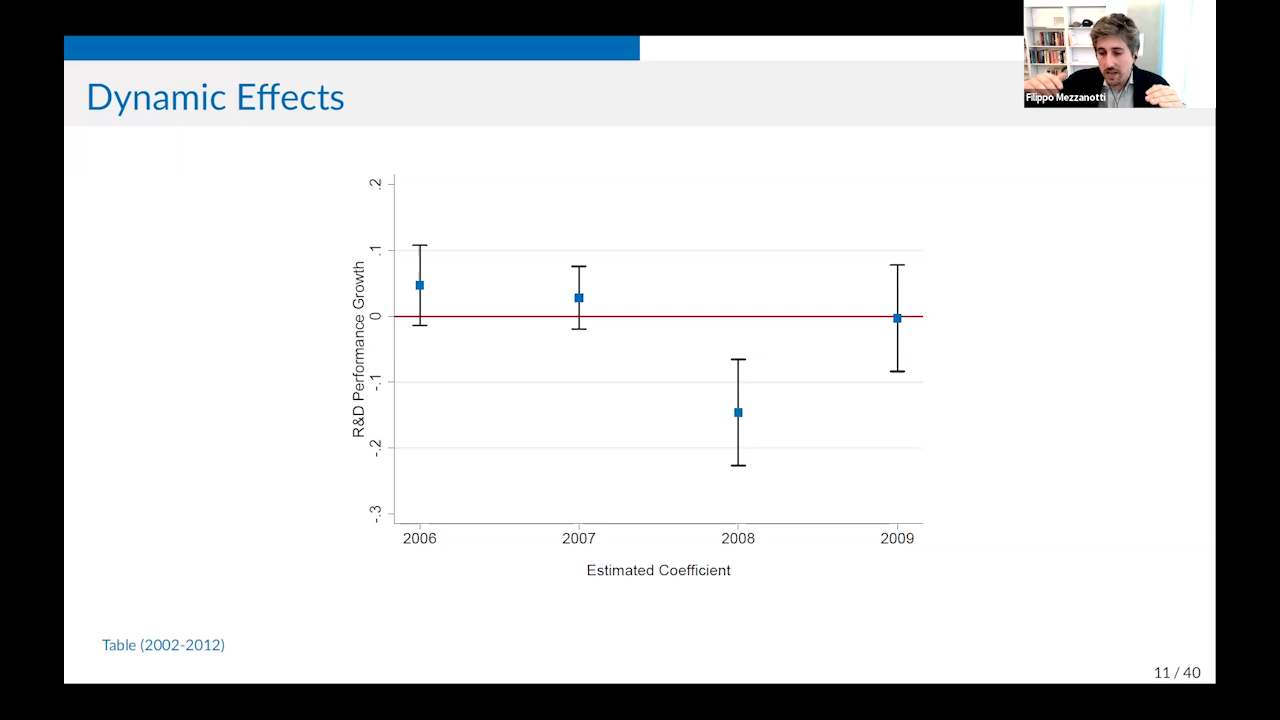 Dynamic Effects
Filippo Mezzanotti
R&D Performance Growth
.2
.1
0
-.1
-.2
-.3
2006 2007 2008 2009
Estimated Coefficient
Table (2002-2012)
11 / 40